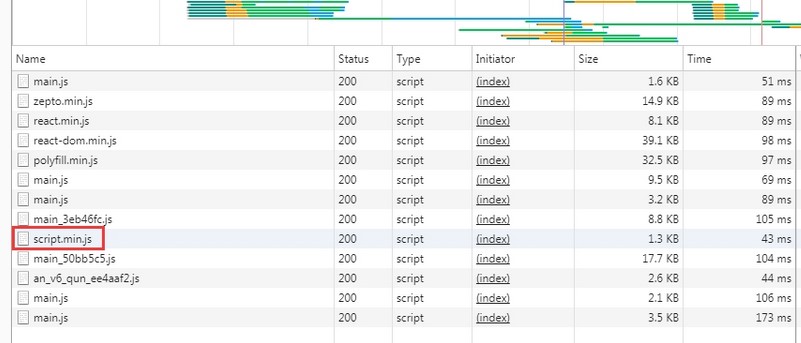 Name Status Type Initiator Size Time
main.js 200 script (index) 1.6 KB 51 ms
zepto.min.js 200 script (index) 14.9 KB 89 ms
react.min.js 200 script (index) 8.1 KB 89 ms
react-dom.min.js 200 script (index) 39.1 KB 98 ms
polyfill.min.js 200 script (index) 32.5 KB 97 ms
main.js 200 script (index) 9.5 KB 69 ms
main.js 200 script (index) 3.2 KB 89 ms
main_3eb46fc.js 200 script (index) 8.8 KB 105 ms
script.min.js 200 script (index) 1.3 KB 43 ms
main_50bb5c5.js 200 script (index) 17.7 KB 104 ms
an_v6_qun_ee4aaf2.js 200 script (index) 2.6 KB 44 ms
main.js 200 script (index) 2.1 KB 106 ms
main.js 200 script (index) 3.5 KB 173 ms